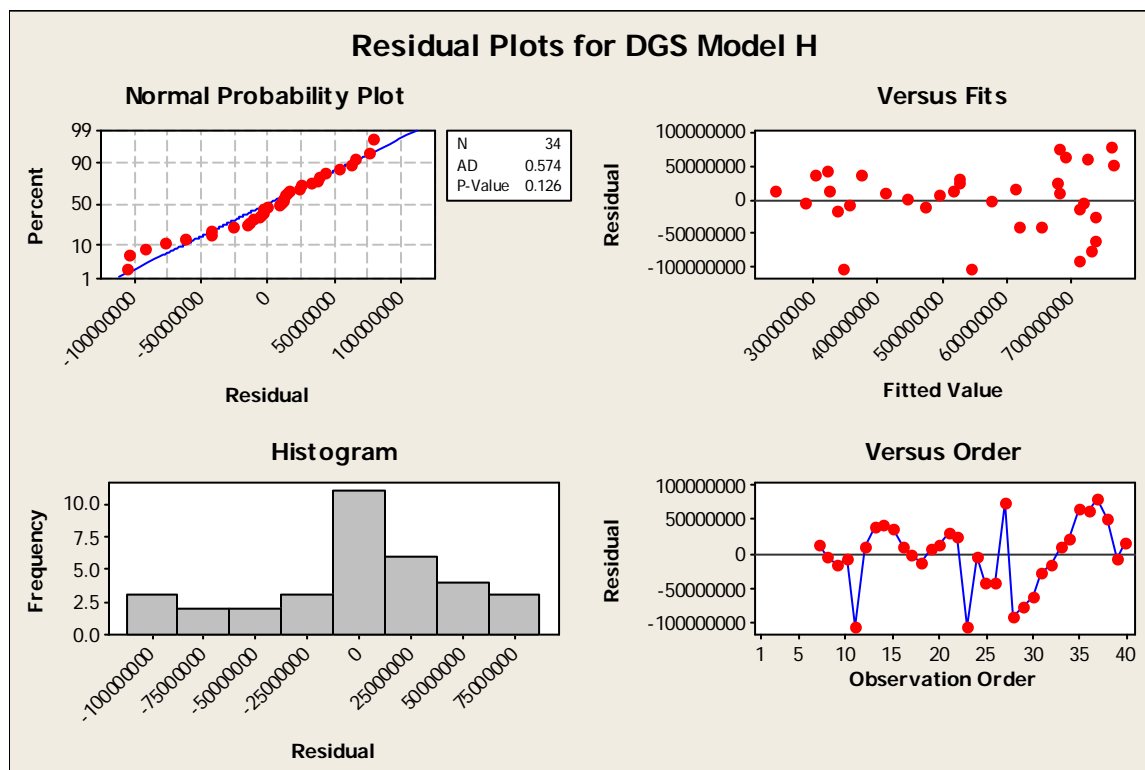 Residual Plots for DGS Model H
Normal Probability Plot
99
90
50
10
1
Percent
-100000000
-50000000
0
50000000
100000000
Residual
N 34
AD 0.574
P-Value 0.126
Versus Fits
100000000
50000000
0
-50000000
-100000000
Residual
300000000
400000000
500000000
600000000
700000000
Fitted Value
Histogram
10.0
7.5
5.0
2.5
0.0
Frequency
-100000000
-75000000
-50000000
-25000000
0
25000000
50000000
75000000
Residual
Versus Order
100000000
50000000
0
-50000000
-100000000
Residual
1 5 10 15 20 25 30 35 40
Observation Order